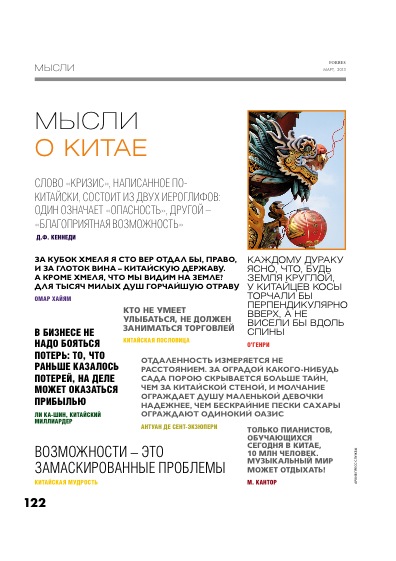 МЫСЛИ
FORBES
МАРТ, 2011
МЫСЛИ
О КИТАЕ
СЛОВО «КРИЗИС», НАПИСАННОЕ ПО-
КИТАЙСКИ, СОСТОИТ ИЗ ДВУХ ИЕРОГЛИФОВ:
ОДИН ОЗНАЧАЕТ «ОПАСНОСТЬ», ДРУГОЙ –
«БЛАГОПРИЯТНАЯ ВОЗМОЖНОСТЬ»
Д.Ф. КЕННЕДИ
ЗА КУБОК ХМЕЛЯ Я СТО ВЕР ОТДАЛ БЫ, ПРАВО,
И ЗА ГЛОТОК ВИНА – КИТАЙСКУЮ ДЕРЖАВУ.
А КРОМЕ ХМЕЛЯ, ЧТО МЫ ВИДИМ НА ЗЕМЛЕ?
ДЛЯ ТЫСЯЧ МИЛЫХ ДУШ ГОРЧАЙШУЮ ОТРАВУ
ОМАР ХАЙЯМ
КАЖДОМУ ДУРАКУ
ЯСНО, ЧТО, БУДЬ
ЗЕМЛЯ КРУГЛОЙ,
У КИТАЙЦЕВ КОСЫ
ТОРЧАЛИ БЫ
ПЕРПЕНДИКУЛЯРНО
ВВЕРХ, А НЕ
ВИСЕЛИ БЫ ВДОЛЬ
СПИНЫ
О'ГЕНРИ
КТО НЕ УМЕЕТ
УЛЫБАТЬСЯ, НЕ ДОЛЖЕН
ЗАНИМАТЬСЯ ТОРГОВЛЕЙ
КИТАЙСКАЯ ПОСЛОВИЦА
В БИЗНЕСЕ НЕ
НАДО БОЯТЬСЯ
ПОТЕРЬ: ТО, ЧТО
РАНЬШЕ КАЗАЛОСЬ
ПОТЕРЕЙ, НА ДЕЛЕ
МОЖЕТ ОКАЗАТЬСЯ
ПРИБЫЛЬЮ
ЛИ КА-ШИН, КИТАЙСКИЙ
МИЛЛИАРДЕР
ОТДАЛЕННОСТЬ ИЗМЕРЯЕТСЯ НЕ
РАССТОЯНИЕМ. ЗА ОГРАДОЙ КАКОГО-НИБУДЬ
САДА ПОРОЮ СКРЫВАЕТСЯ БОЛЬШЕ ТАЙН,
ЧЕМ ЗА КИТАЙСКОЙ СТЕНОЙ, И МОЛЧАНИЕ
ОГРАЖДАЕТ ДУШУ МАЛЕНЬКОЙ ДЕВОЧКИ
НАДЕЖНЕЕ, ЧЕМ БЕСКРАЙНИЕ ПЕСКИ САХАРЫ
ОГРАЖДАЮТ ОДИНОКИЙ ОАЗИС
АНТУАН ДЕ СЕНТ-ЭКЗЮПЕРИ
ТОЛЬКО ПИАНИСТОВ,
ОБУЧАЮЩИХСЯ
СЕГОДНЯ В КИТАЕ,
10 МЛН ЧЕЛОВЕК.
МУЗЫКАЛЬНЫЙ МИР
МОЖЕТ ОТДЫХАТЬ!
М. КАНТОР
ВОЗМОЖНОСТИ – ЭТО
ЗАМАСКИРОВАННЫЕ ПРОБЛЕМЫ
КИТАЙСКАЯ МУДРОСТЬ
122